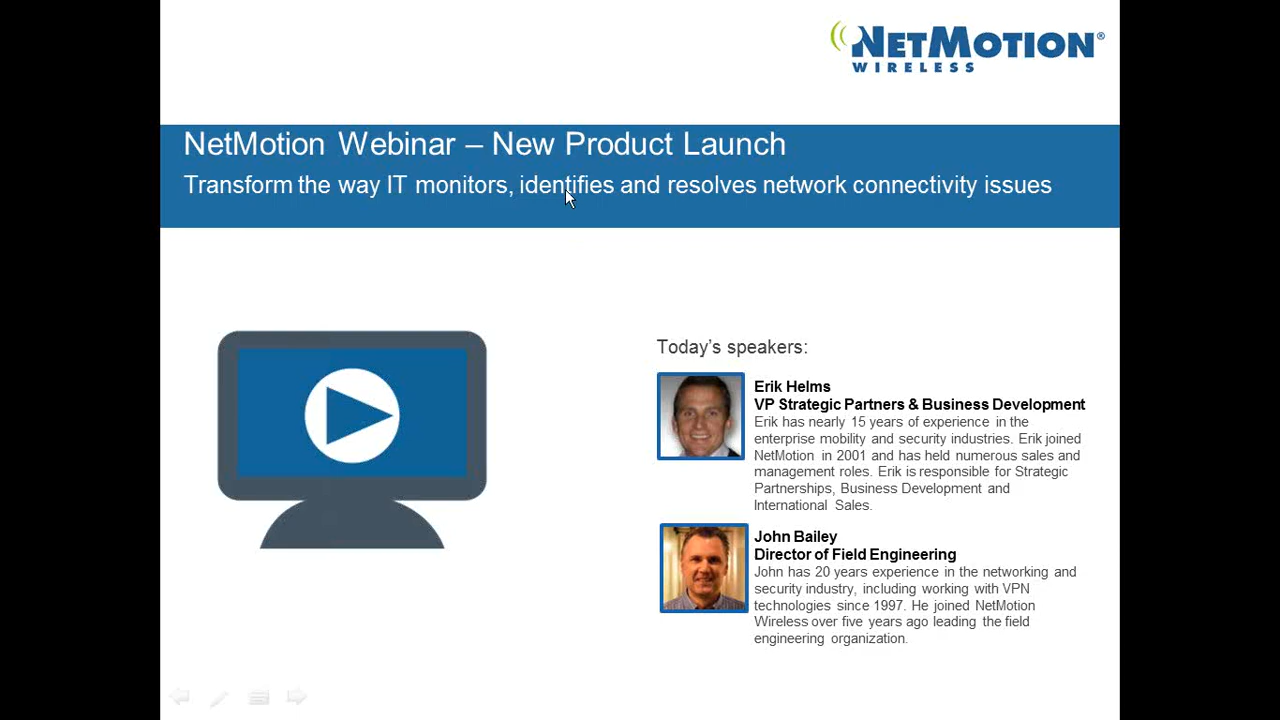 NETMOTION®
WIRELESS
NetMotion Webinar – New Product Launch
Transform the way IT monitors, identifies and resolves network connectivity issues
Today's speakers:
Erik Helms
VP Strategic Partners & Business Development
Erik has nearly 15 years of experience in the
enterprise mobility and security industries. Erik joined
NetMotion in 2001 and has held numerous sales and
management roles. Erik is responsible for Strategic
Partnerships, Business Development and
International Sales.
John Bailey
Director of Field Engineering
John has 20 years experience in the networking and
security industry, including working with VPN
technologies since 1997. He joined NetMotion
Wireless over five years ago leading the field
engineering organization.